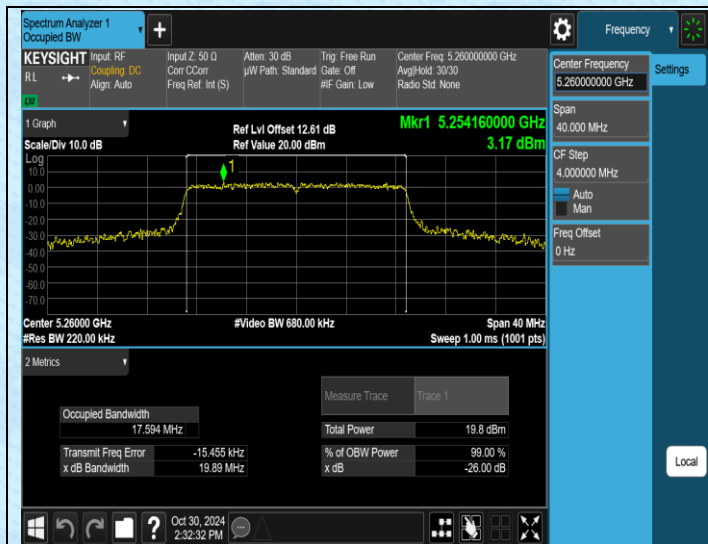 Spectrum Analyzer 1
Occupied BW
Frequency
KEYSIGHT
R L
LXI
Input: RF
Coupling: DC
Align: Auto
Input Z: 50 Ω
Corr CCorr
Freq Ref: Int (S)
Atten: 30 dB
µW Path: Standard
Trig: Free Run
Gate: Off
#IF Gain: Low
Center Freq: 5.260000000 GHz
Avg|Hold: 30/30
Radio Std: None
Center Frequency
5.260000000 GHz
Settings
Span
40.000 MHz
CF Step
4.000000 MHz
Auto
Man
Freq Offset
0 Hz
1 Graph
Scale/Div 10.0 dB
Ref Lvl Offset 12.61 dB
Ref Value 20.00 dBm
Mkr1 5.254160000 GHz
3.17 dBm
Log
10.0
0.00
-10.0
-20.0
-30.0
-40.0
-50.0
-60.0
-70.0
1
Center 5.26000 GHz
#Res BW 220.00 kHz
#Video BW 680.00 kHz
Span 40 MHz
Sweep 1.00 ms (1001 pts)
2 Metrics
Measure Trace
Trace 1
Occupied Bandwidth
17.594 MHz
Total Power
19.8 dBm
Transmit Freq Error
-15.455 kHz
% of OBW Power
99.00 %
x dB Bandwidth
19.89 MHz
x dB
-26.00 dB
Local
Oct 30, 2024
2:32:32 PM